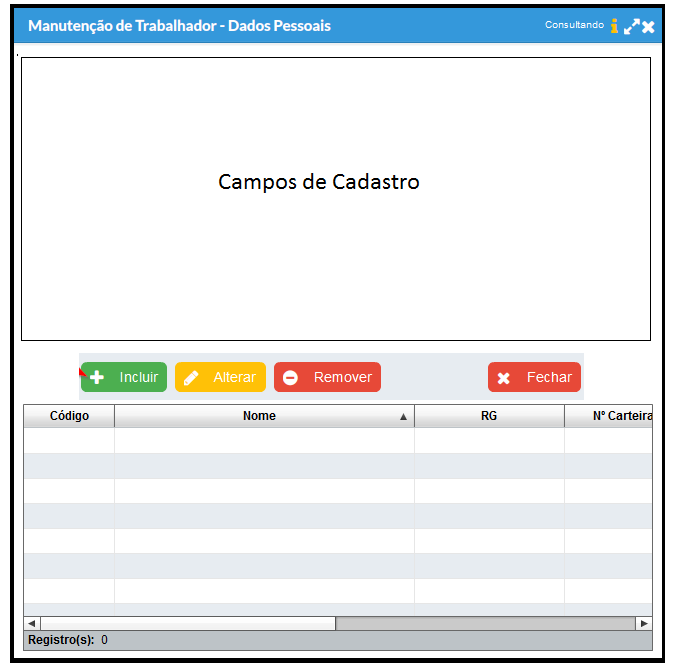 Manutenção de Trabalhador - Dados Pessoais Consultando
Campos de Cadastro
Incluir Alterar Remover Fechar
Código Nome RG Nº Carteira
Registro(s): 0